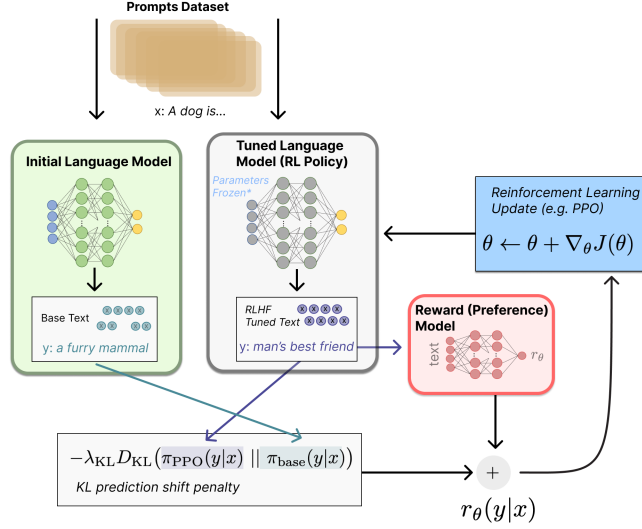 Prompts Dataset
x: A dog is...
Initial Language Model
Tuned Language
Model (RL Policy)
Parameters
Frozen*
Reinforcement Learning
Update (e.g. PPO)
θ ← θ + ∇θJ(θ)
Base Text
x x x x
x x x x
y: a furry mammal
RLHF
Tuned Text
x x x x
x x x x
y: man's best friend
Reward (Preference)
Model
text
rθ
−λKL DKL(πPPO(y|x) || πbase(y|x))
KL prediction shift penalty
+
rθ(y|x)